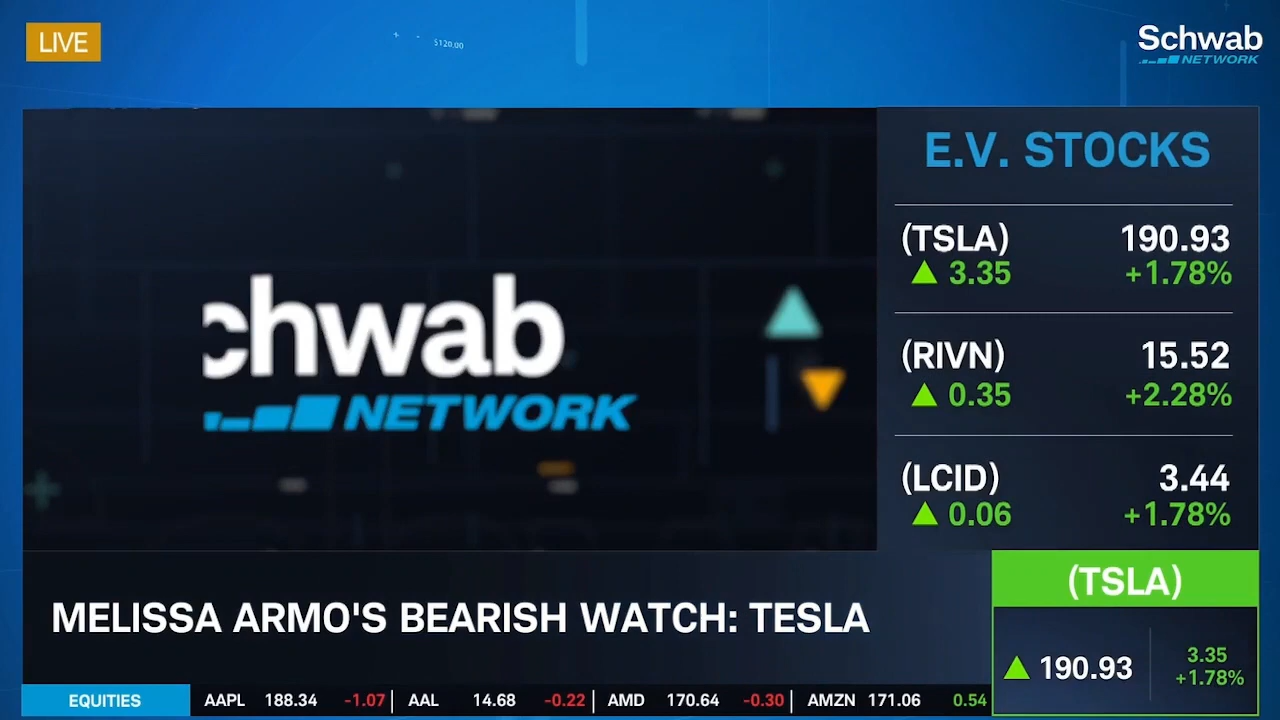 LIVE
$120.00
Schwab
NETWORK
chwab
NETWORK
E.V. STOCKS
(TSLA) 190.93
▲ 3.35 +1.78%
(RIVN) 15.52
▲ 0.35 +2.28%
(LCID) 3.44
▲ 0.06 +1.78%
MELISSA ARMO'S BEARISH WATCH: TESLA
(TSLA)
▲ 190.93
3.35
+1.78%
EQUITIES AAPL 188.34 -1.07 AAL 14.68 -0.22 AMD 170.64 -0.30 AMZN 171.06 0.54